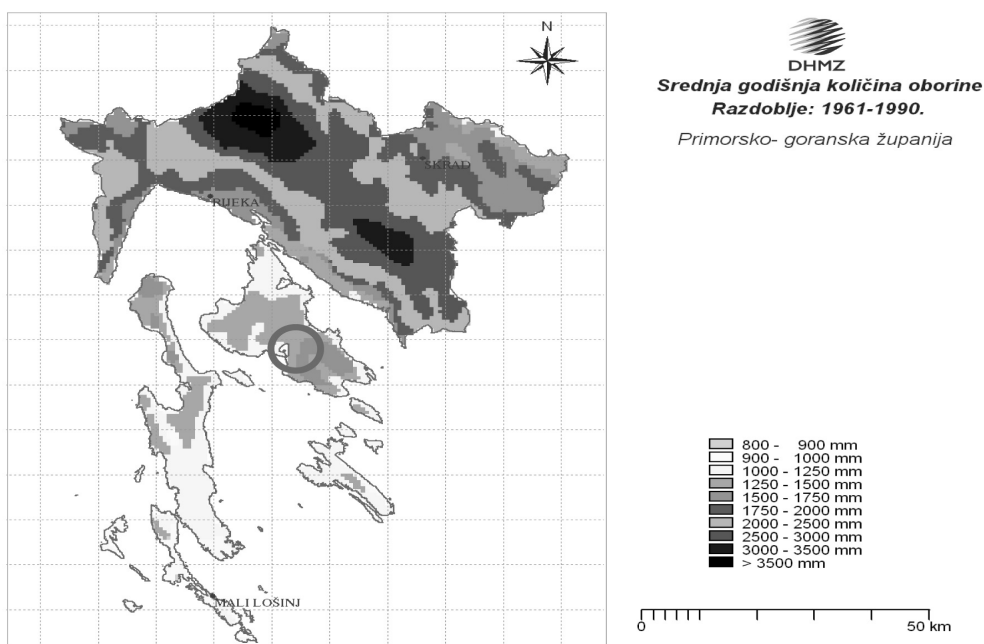 N
RIJEKA
ŠKRAD
MALI LOŠINJ
DHMZ
Srednja godišnja količina oborine
Razdoblje: 1961-1990.
Primorsko- goranska županija
800 - 900 mm
900 - 1000 mm
1000 - 1250 mm
1250 - 1500 mm
1500 - 1750 mm
1750 - 2000 mm
2000 - 2500 mm
2500 - 3000 mm
3000 - 3500 mm
> 3500 mm
0 50 km